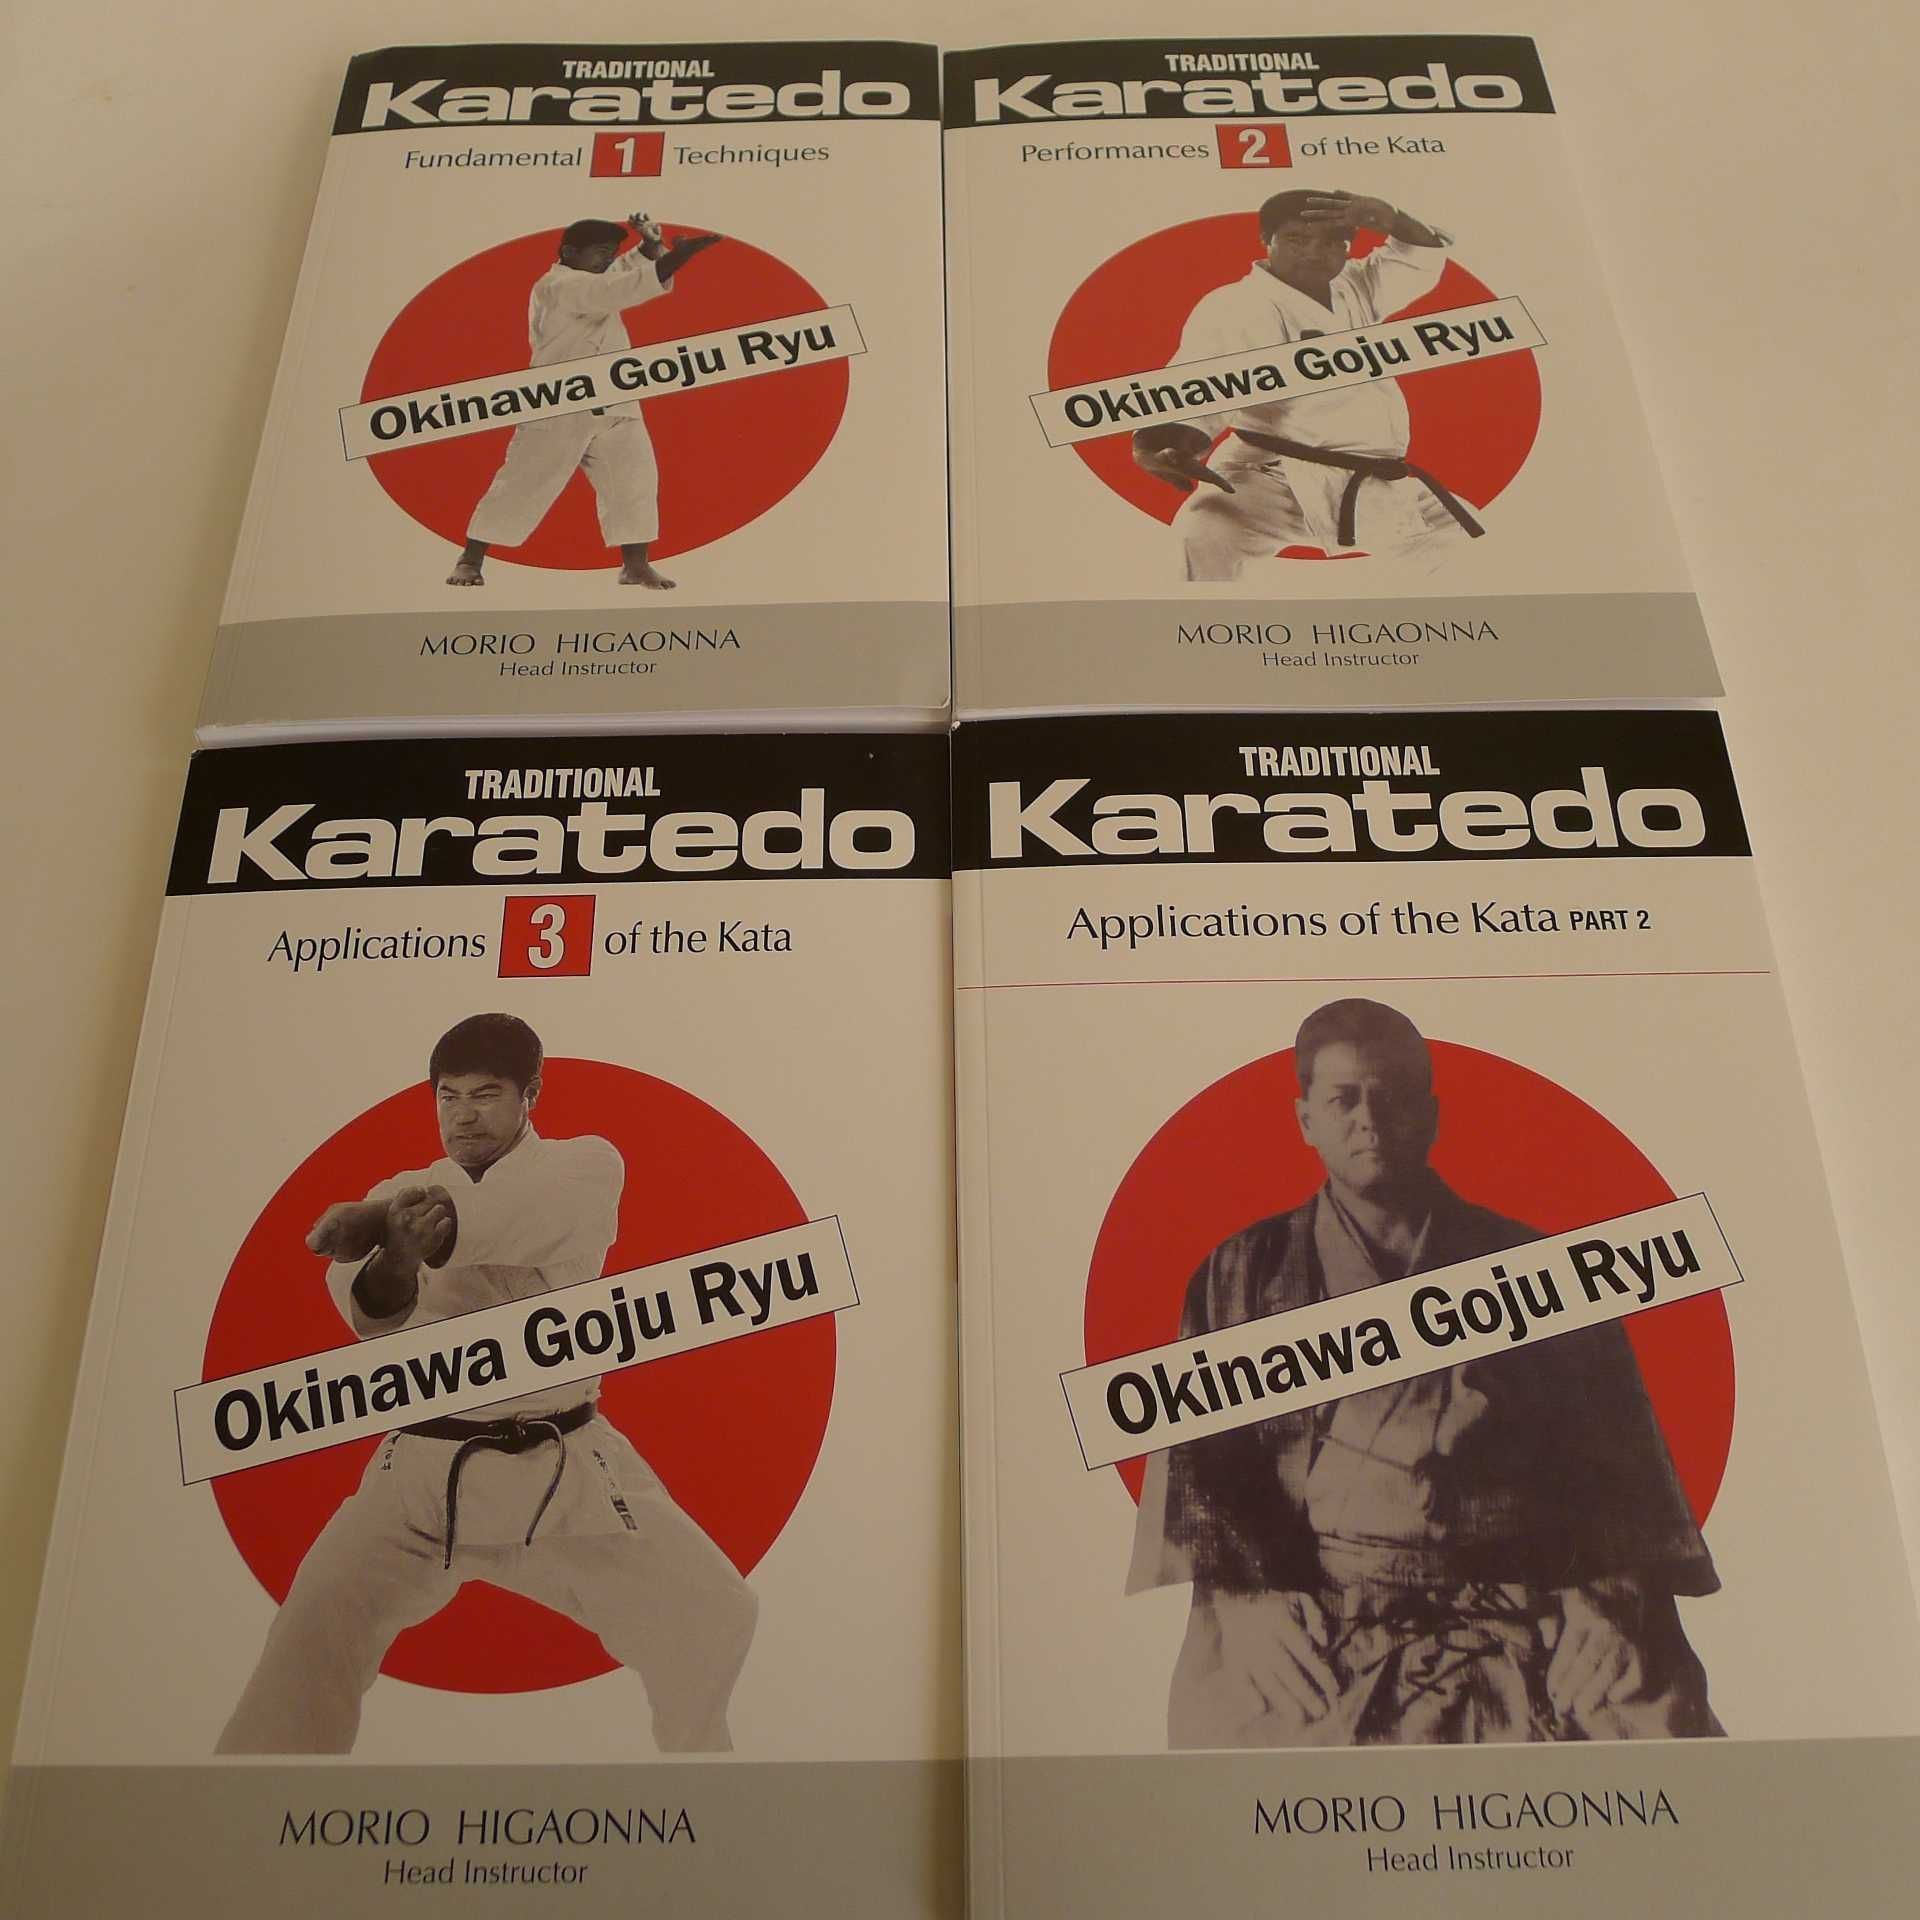 TRADITIONAL
Karatedo
Fundamental 1 Techniques
Okinawa Goju Ryu
MORIO HIGAONNA
Head Instructor
TRADITIONAL
Karatedo
Performances 2 of the Kata
Okinawa Goju Ryu
MORIO HIGAONNA
Head Instructor
TRADITIONAL
Karatedo
Applications 3 of the Kata
Okinawa Goju Ryu
MORIO HIGAONNA
Head Instructor
TRADITIONAL
Karatedo
Applications of the Kata PART 2
Okinawa Goju Ryu
MORIO HIGAONNA
Head Instructor